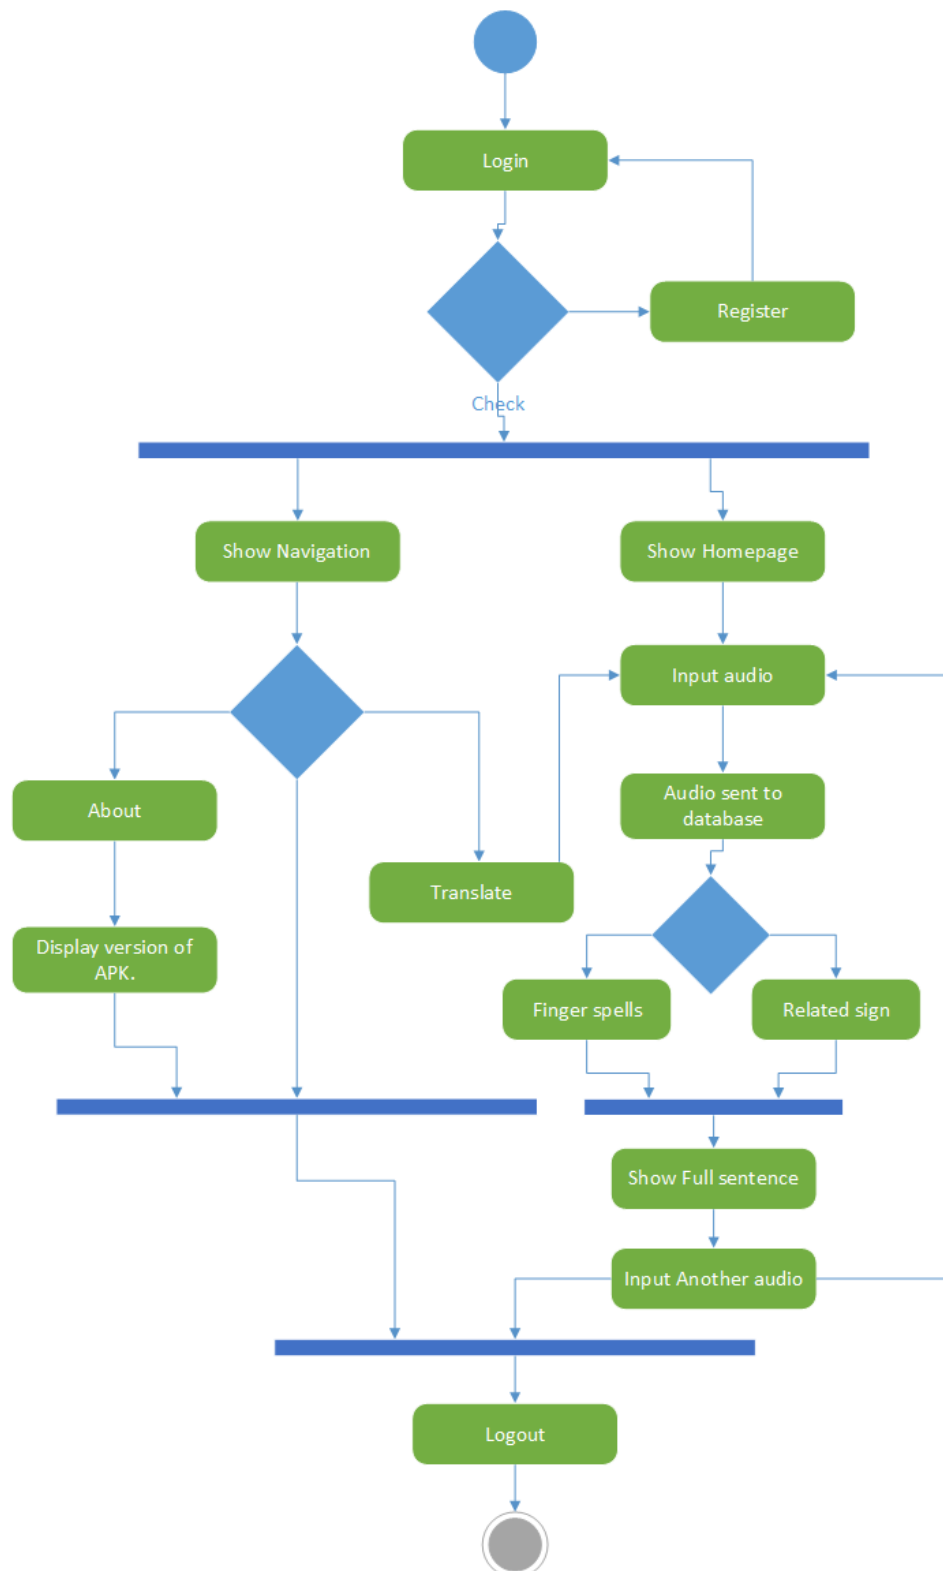 Login
Register
Check
Show Navigation
Show Homepage
Input audio
About
Audio sent to
database
Translate
Display version of
APK.
Finger spells
Related sign
Show Full sentence
Input Another audio
Logout